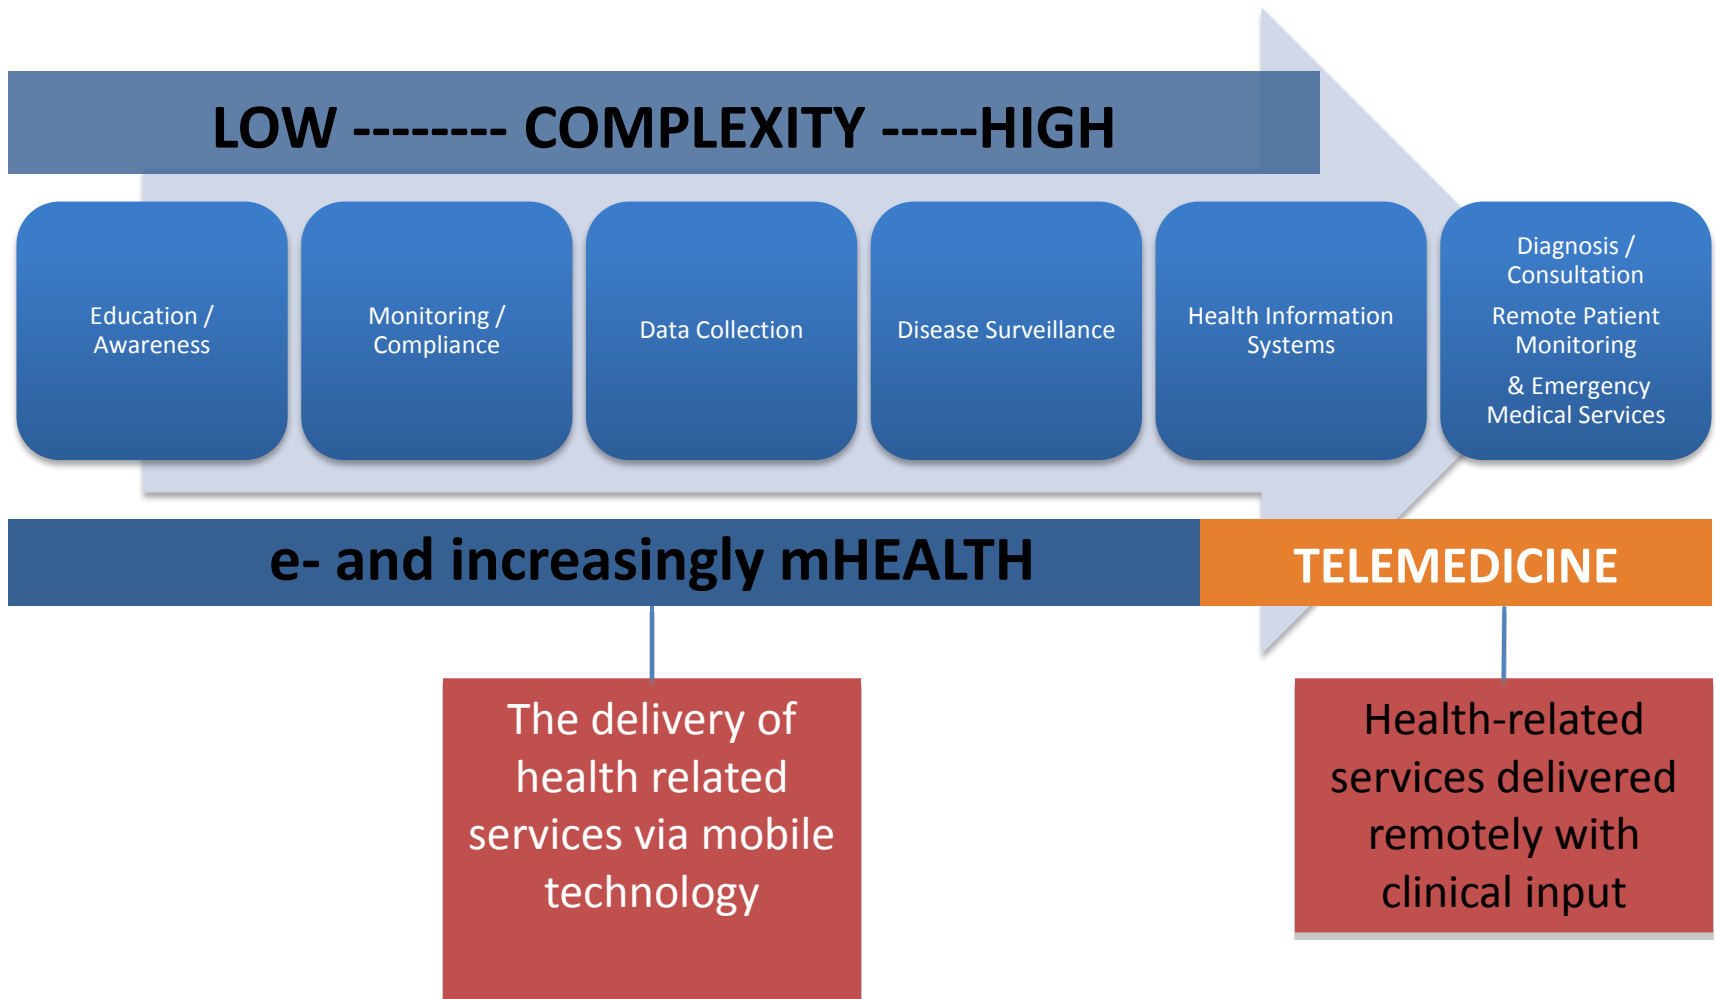 LOW -------- COMPLEXITY -----HIGH
Education /
Awareness
Monitoring /
Compliance
Data Collection
Disease Surveillance
Health Information
Systems
Diagnosis /
Consultation
Remote Patient
Monitoring
& Emergency
Medical Services
e- and increasingly mHEALTH
TELEMEDICINE
The delivery of
health related
services via mobile
technology
Health-related
services delivered
remotely with
clinical input